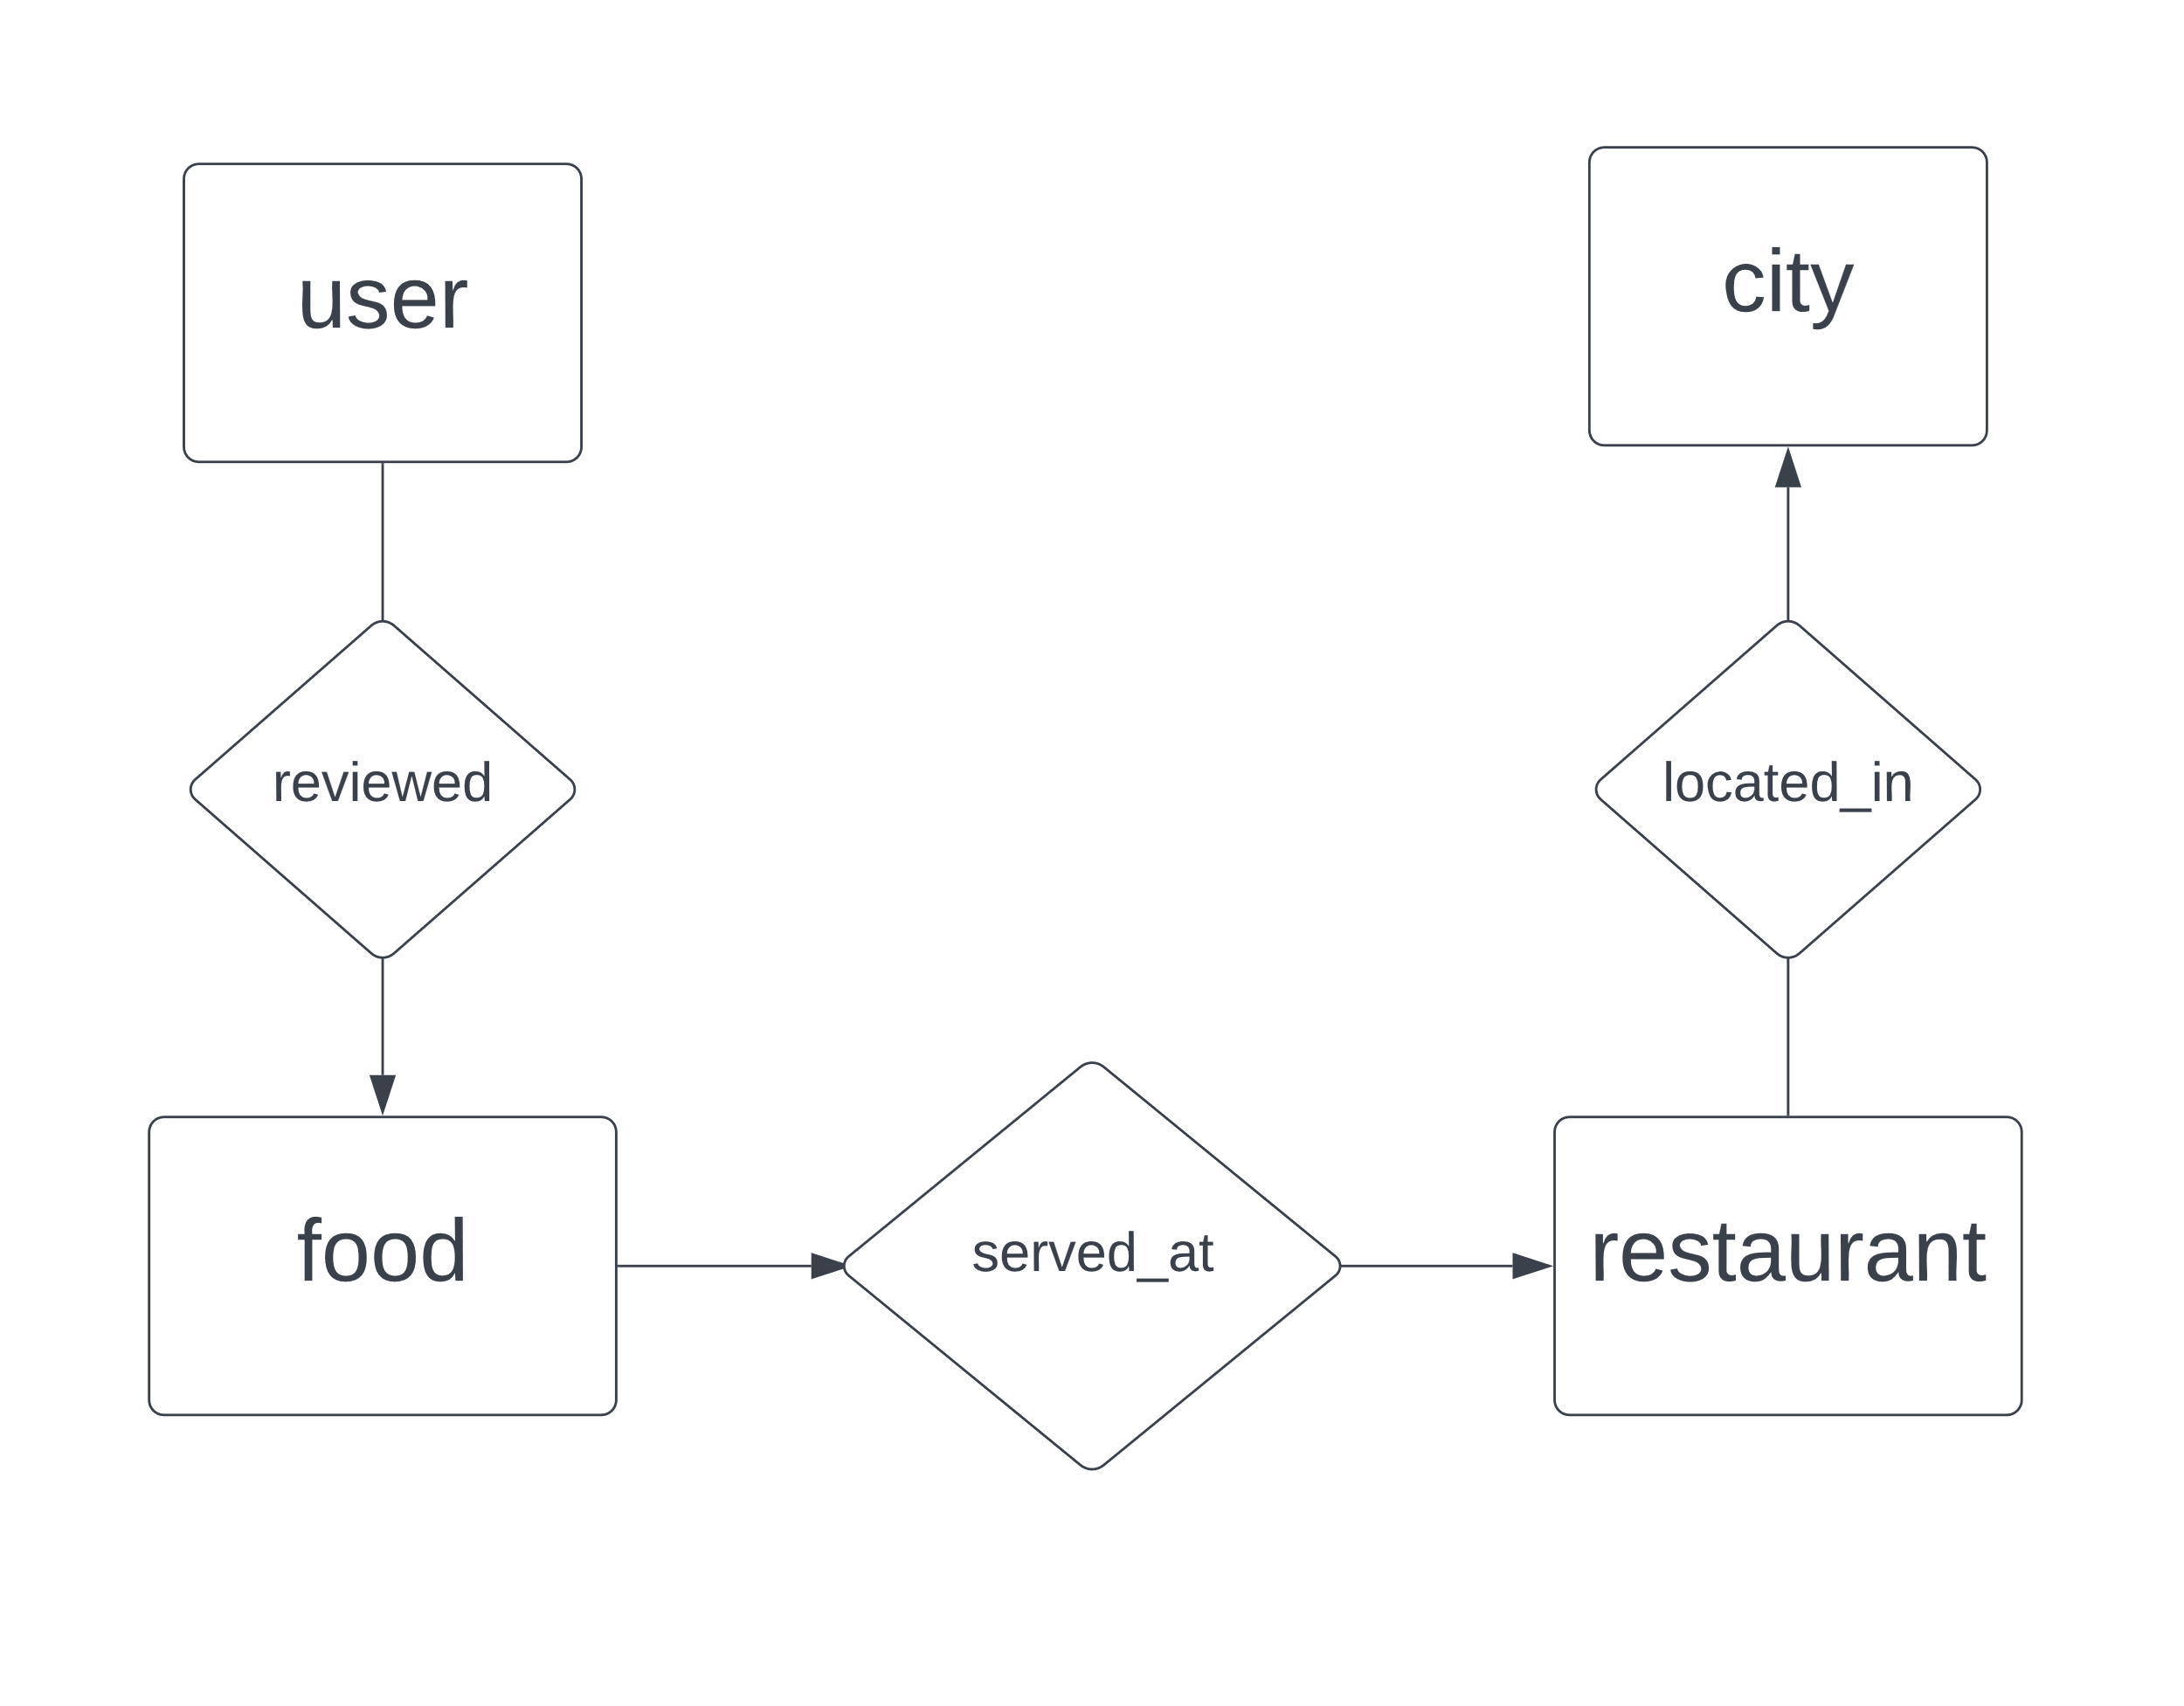 user
city
reviewed
located_in
food
served_at
restaurant